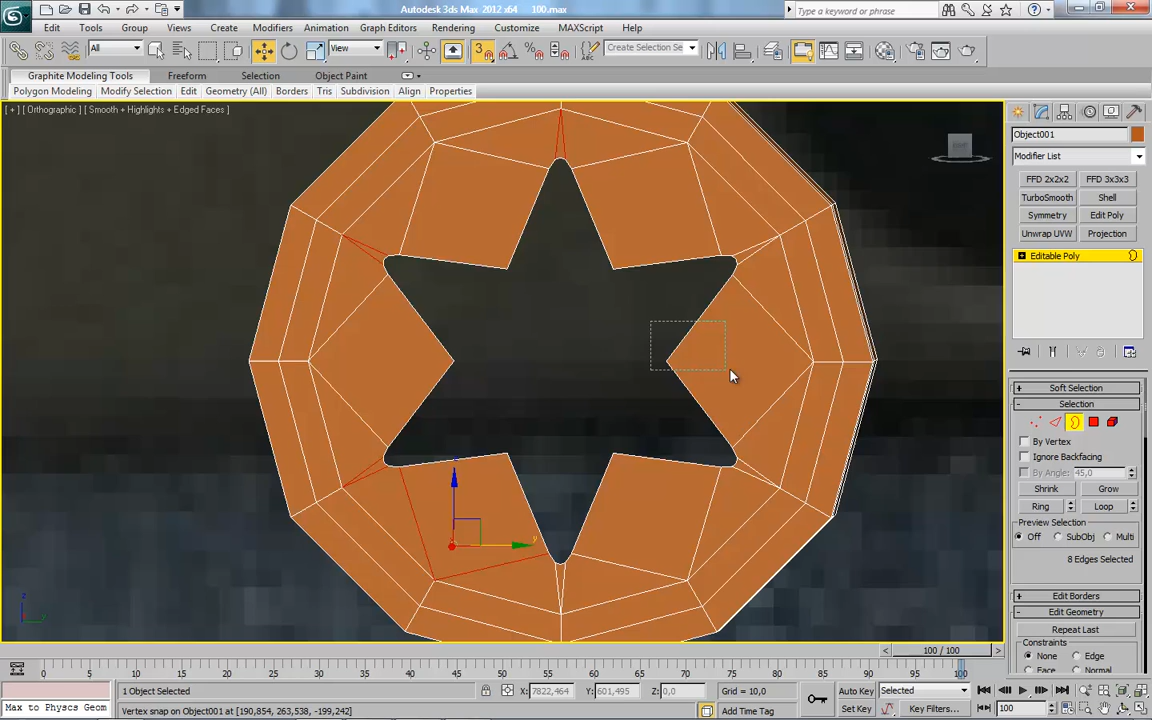 Autodesk 3ds Max 2012 x64 100.max
Type a keyword or phrase
Edit Tools Group Views Create Modifiers Animation Graph Editors Rendering Customize MAXScript Help
All View 3 Create Selection Se
Graphite Modeling Tools Freeform Selection Object Paint
Polygon Modeling Modify Selection Edit Geometry (All) Borders Tris Subdivision Loops Align Properties
[ + ] [ Orthographic ] [ Smooth + Highlights + Edged Faces ]
Object001
Modifier List
FFD 2x2x2 FFD 3x3x3
TurboSmooth Shell
Symmetry Edit Poly
Unwrap UVW Projection
Editable Poly
+ Soft Selection
- Selection
By Vertex
Ignore Backfacing
By Angle: 45,0
Shrink Grow
Ring Loop
Preview Selection
Off SubObj Multi
8 Edges Selected
+ Edit Borders
- Edit Geometry
Repeat Last
Constraints
None Edge
Face Normal
z
y
z
y
< 100 / 100 >
0 5 10 15 20 25 30 35 40 45 50 55 60 65 70 75 80 85 90 95 100
1 Object Selected X: 7822,464 Y: 601,495 Z: 0,0 Grid = 10,0 Auto Key Selected
Max to Physcs Geom Vertex snap on Object001 at [190,854, 263,538, -199,242] Add Time Tag Set Key Key Filters... 100